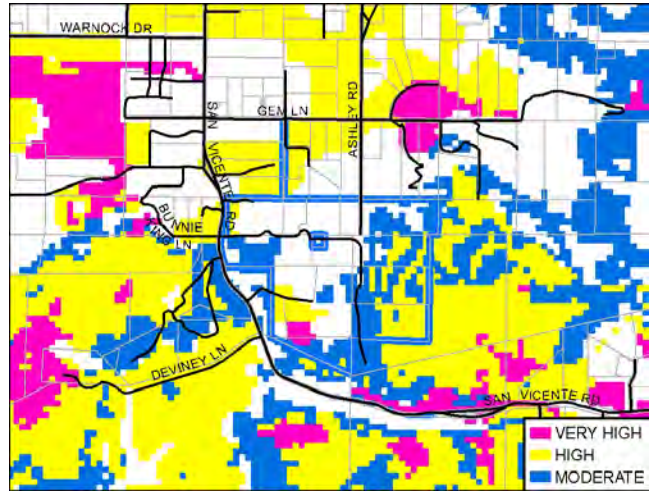 WARNOCK DR
SAN VICENTE RD
GEM LN
ASHLEY RD
BUNNIE
KING LN
DEVINEY LN
SAN VICENTE RD
VERY HIGH
HIGH
MODERATE